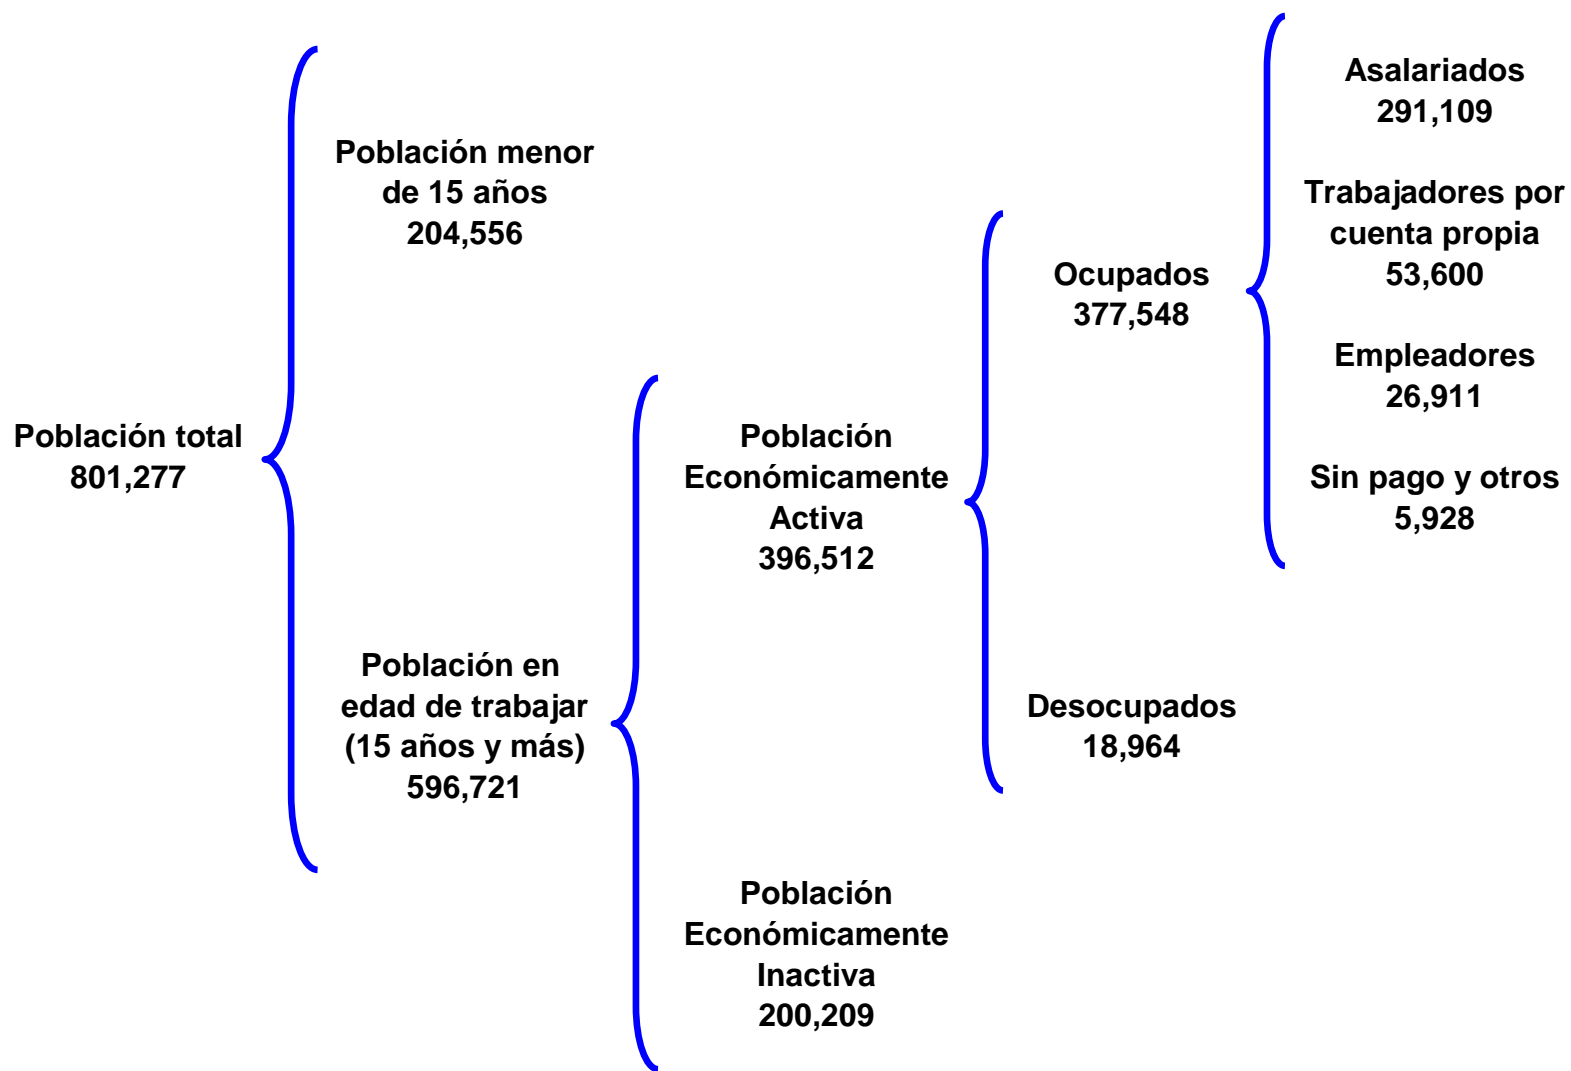 Población total
801,277
Población menor
de 15 años
204,556
Población en
edad de trabajar
(15 años y más)
596,721
Población
Económicamente
Activa
396,512
Población
Económicamente
Inactiva
200,209
Ocupados
377,548
Desocupados
18,964
Asalariados
291,109
Trabajadores por
cuenta propia
53,600
Empleadores
26,911
Sin pago y otros
5,928